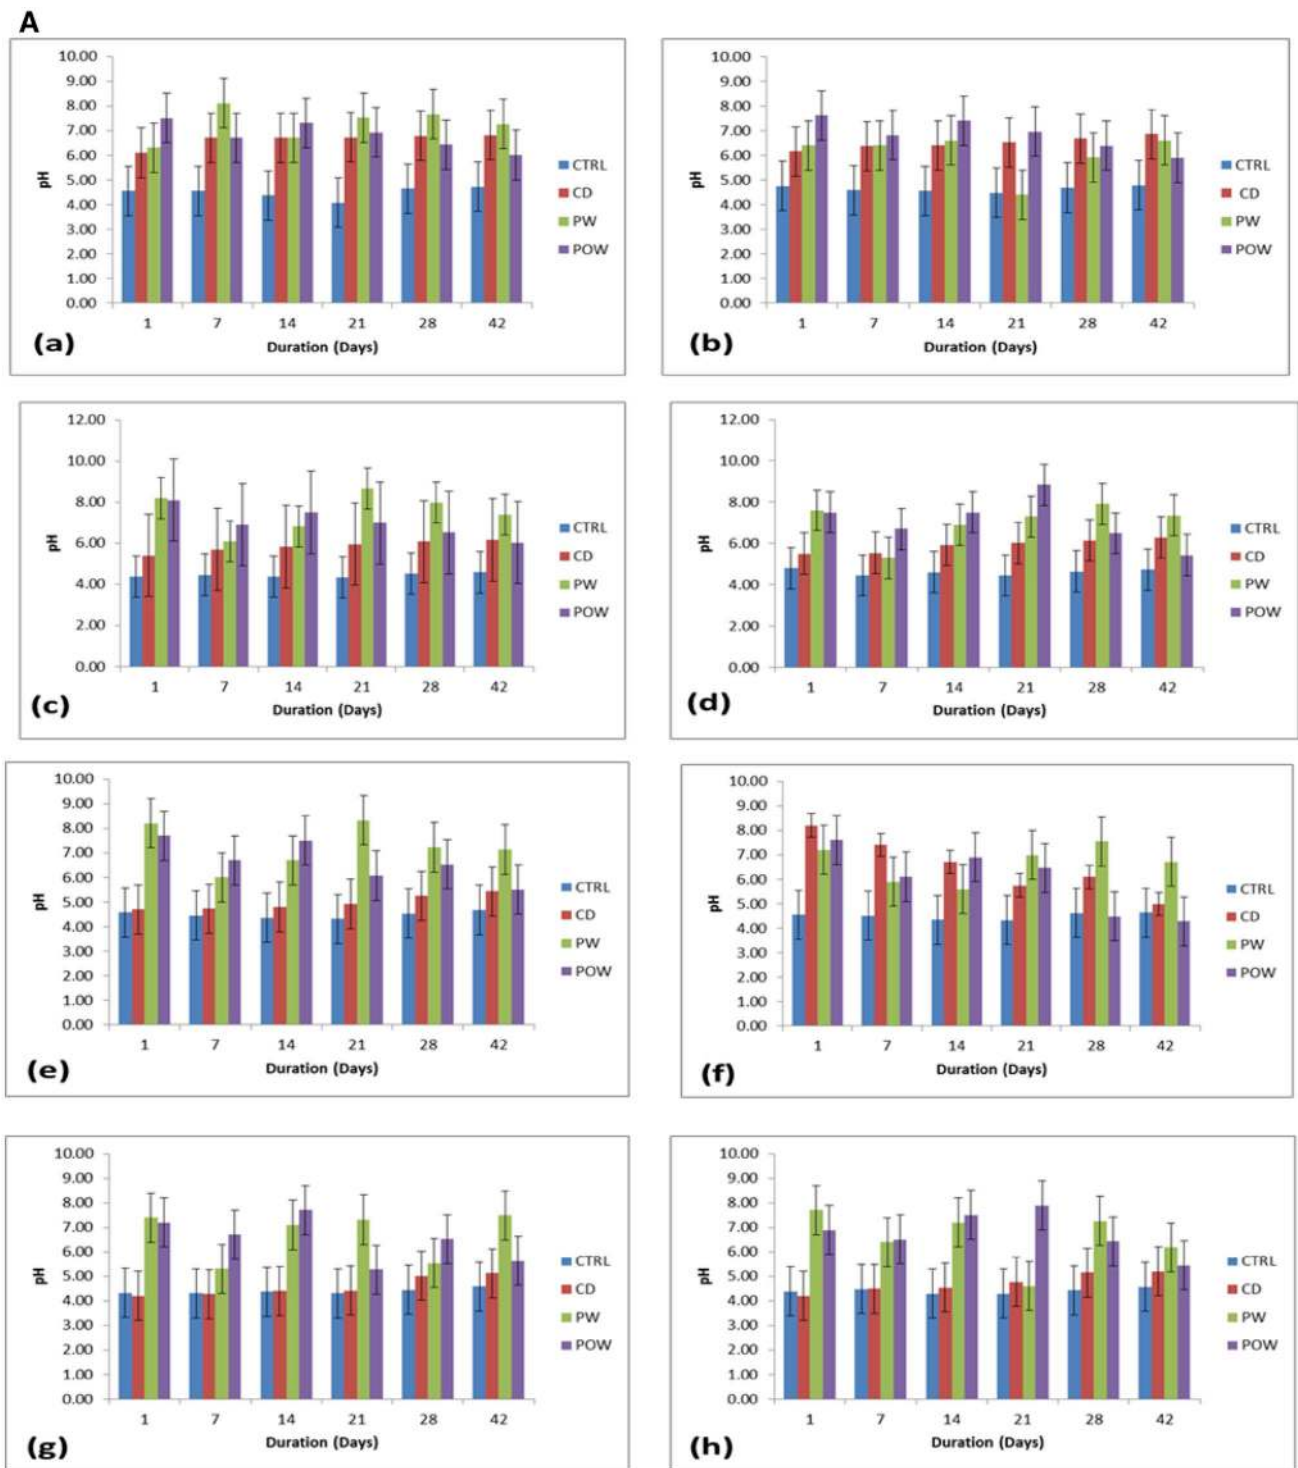 A
10.00
9.00
8.00
7.00
6.00
5.00
4.00
3.00
2.00
1.00
0.00
pH
1 7 14 21 28 42
Duration (Days)
CTRL
CD
PW
POW
(a)
10.00
9.00
8.00
7.00
6.00
5.00
4.00
3.00
2.00
1.00
0.00
pH
1 7 14 21 28 42
Duration (Days)
CTRL
CD
PW
POW
(b)
12.00
10.00
8.00
6.00
4.00
2.00
0.00
pH
1 7 14 21 28 42
Duration (Days)
CTRL
CD
PW
POW
(c)
12.00
10.00
8.00
6.00
4.00
2.00
0.00
pH
1 7 14 21 28 42
Duration (Days)
CTRL
CD
PW
POW
(d)
10.00
9.00
8.00
7.00
6.00
5.00
4.00
3.00
2.00
1.00
0.00
pH
1 7 14 21 28 42
Duration (Days)
CTRL
CD
PW
POW
(e)
10.00
9.00
8.00
7.00
6.00
5.00
4.00
3.00
2.00
1.00
0.00
pH
1 7 14 21 28 42
Duration (Days)
CTRL
CD
PW
POW
(f)
10.00
9.00
8.00
7.00
6.00
5.00
4.00
3.00
2.00
1.00
0.00
pH
1 7 14 21 28 42
Duration (Days)
CTRL
CD
PW
POW
(g)
10.00
9.00
8.00
7.00
6.00
5.00
4.00
3.00
2.00
1.00
0.00
pH
1 7 14 21 28 42
Duration (Days)
CTRL
CD
PW
POW
(h)